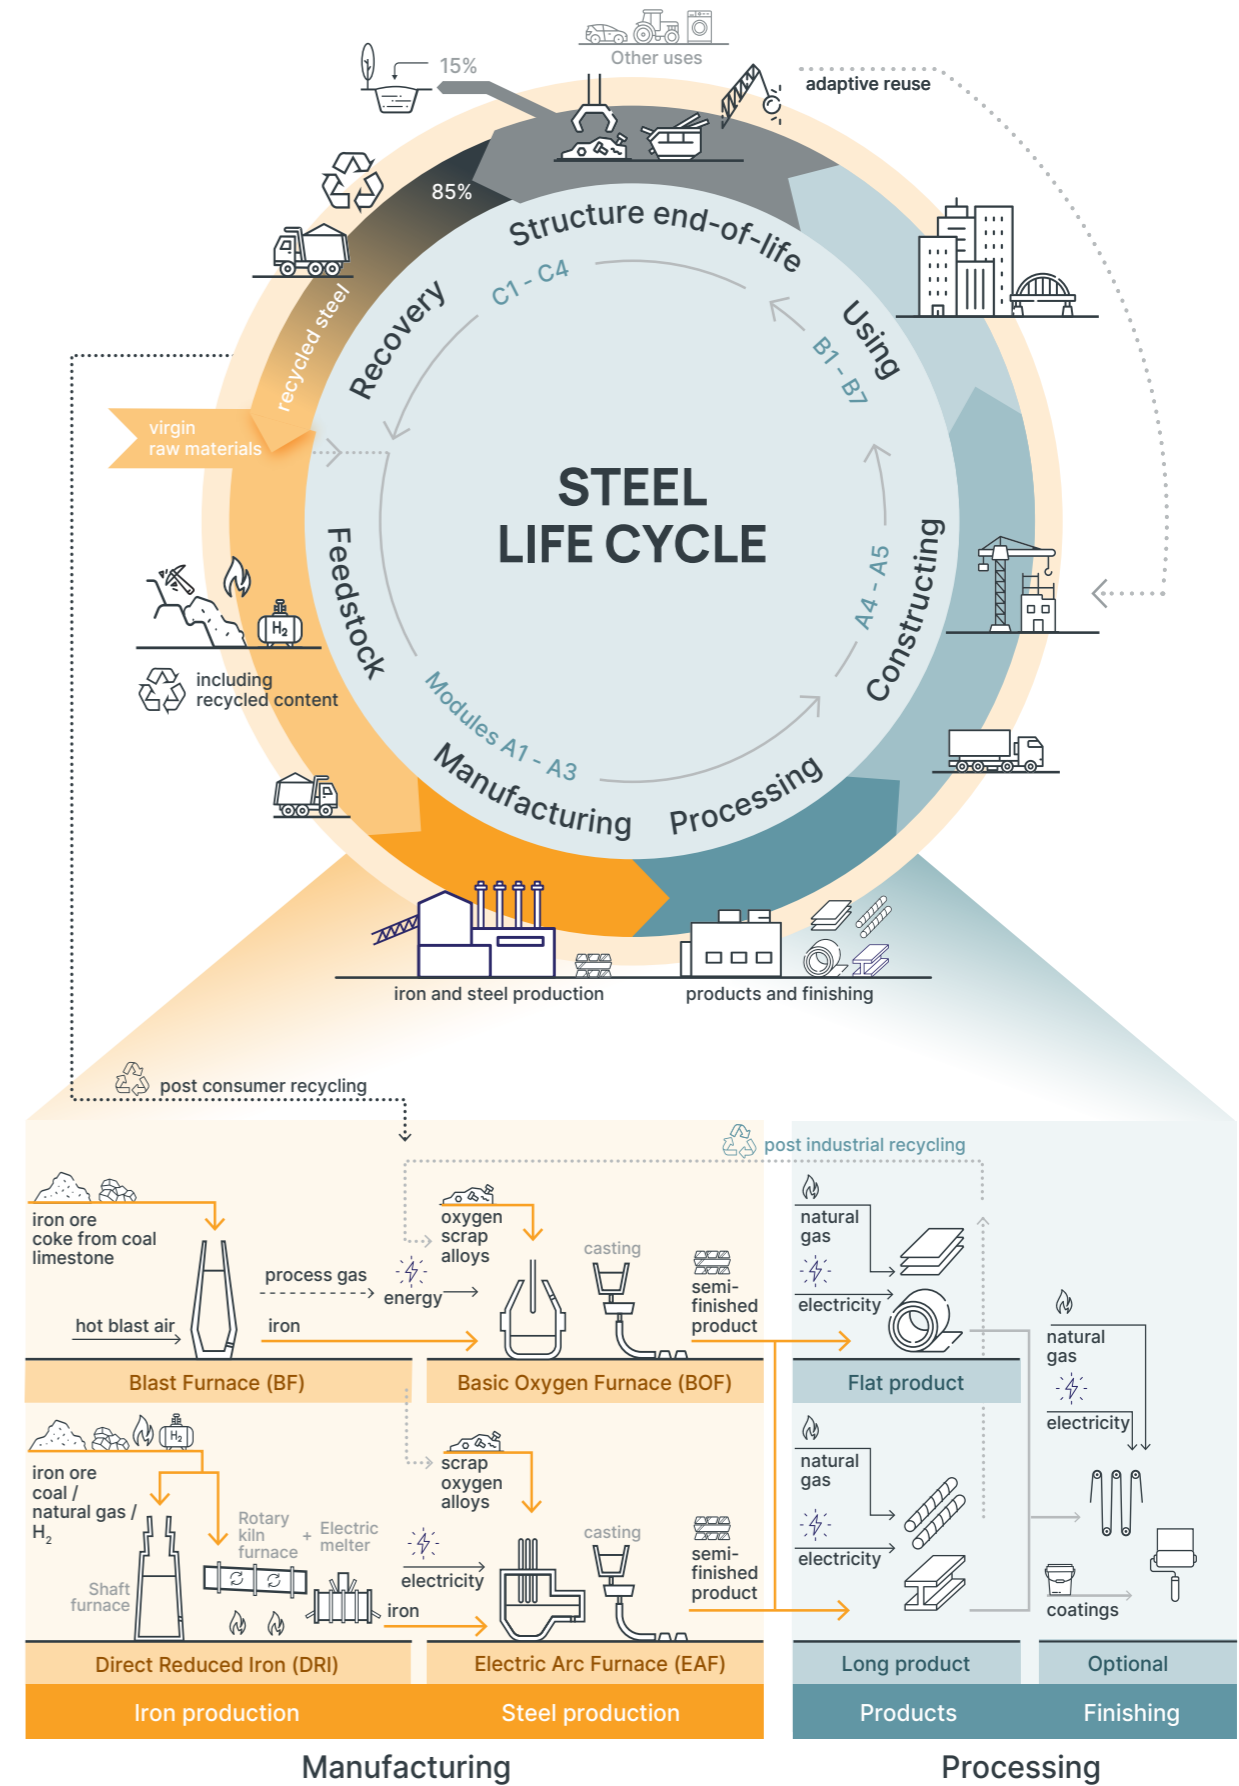 Other uses
15%
adaptive reuse
85%
Structure end-of-life
C1 - C4
Recovery
recycled steel
Using
B1 - B7
virgin
raw materials
STEEL
LIFE CYCLE
Feedstock
Constructing
A4 - A5
H2
including
recycled content
Modules A1 - A3
Manufacturing
Processing
iron and steel production
products and finishing
post consumer recycling
post industrial recycling
iron ore
coke from coal
limestone
process gas
hot blast air
iron
Blast Furnace (BF)
oxygen
scrap
alloys
energy
casting
semi-
finished
product
Basic Oxygen Furnace (BOF)
natural
gas
electricity
Flat product
natural
gas
electricity
H2
iron ore
coal /
natural gas /
H2
Rotary
kiln
furnace
+
Electric
melter
Shaft
furnace
iron
Direct Reduced Iron (DRI)
scrap
oxygen
alloys
electricity
casting
semi-
finished
product
Electric Arc Furnace (EAF)
natural
gas
electricity
Long product
coatings
Optional
Iron production
Steel production
Products
Finishing
Manufacturing
Processing